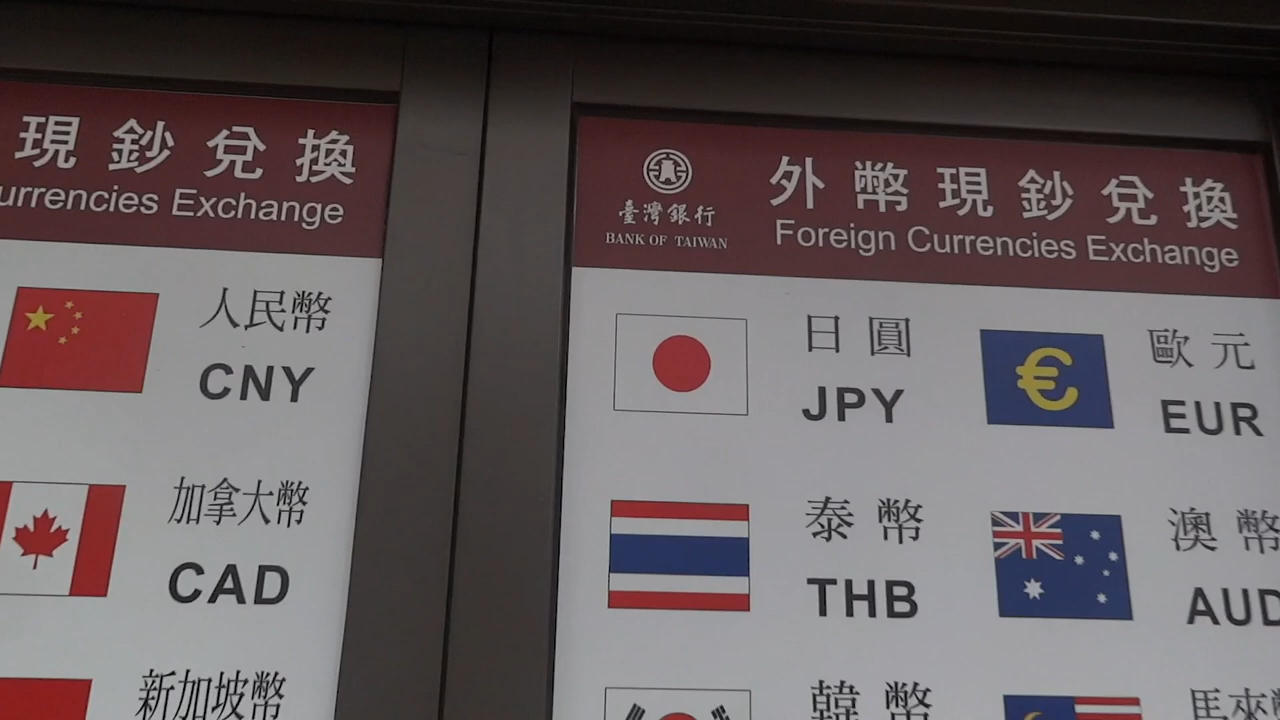 現鈔兌換
urrencies Exchange
人民幣
CNY
加拿大幣
CAD
新加坡幣
臺灣銀行
BANK OF TAIWAN
外幣現鈔兌換
Foreign Currencies Exchange
日圓
JPY
歐元
EUR
泰幣
THB
澳幣
AUD
韓幣
馬來